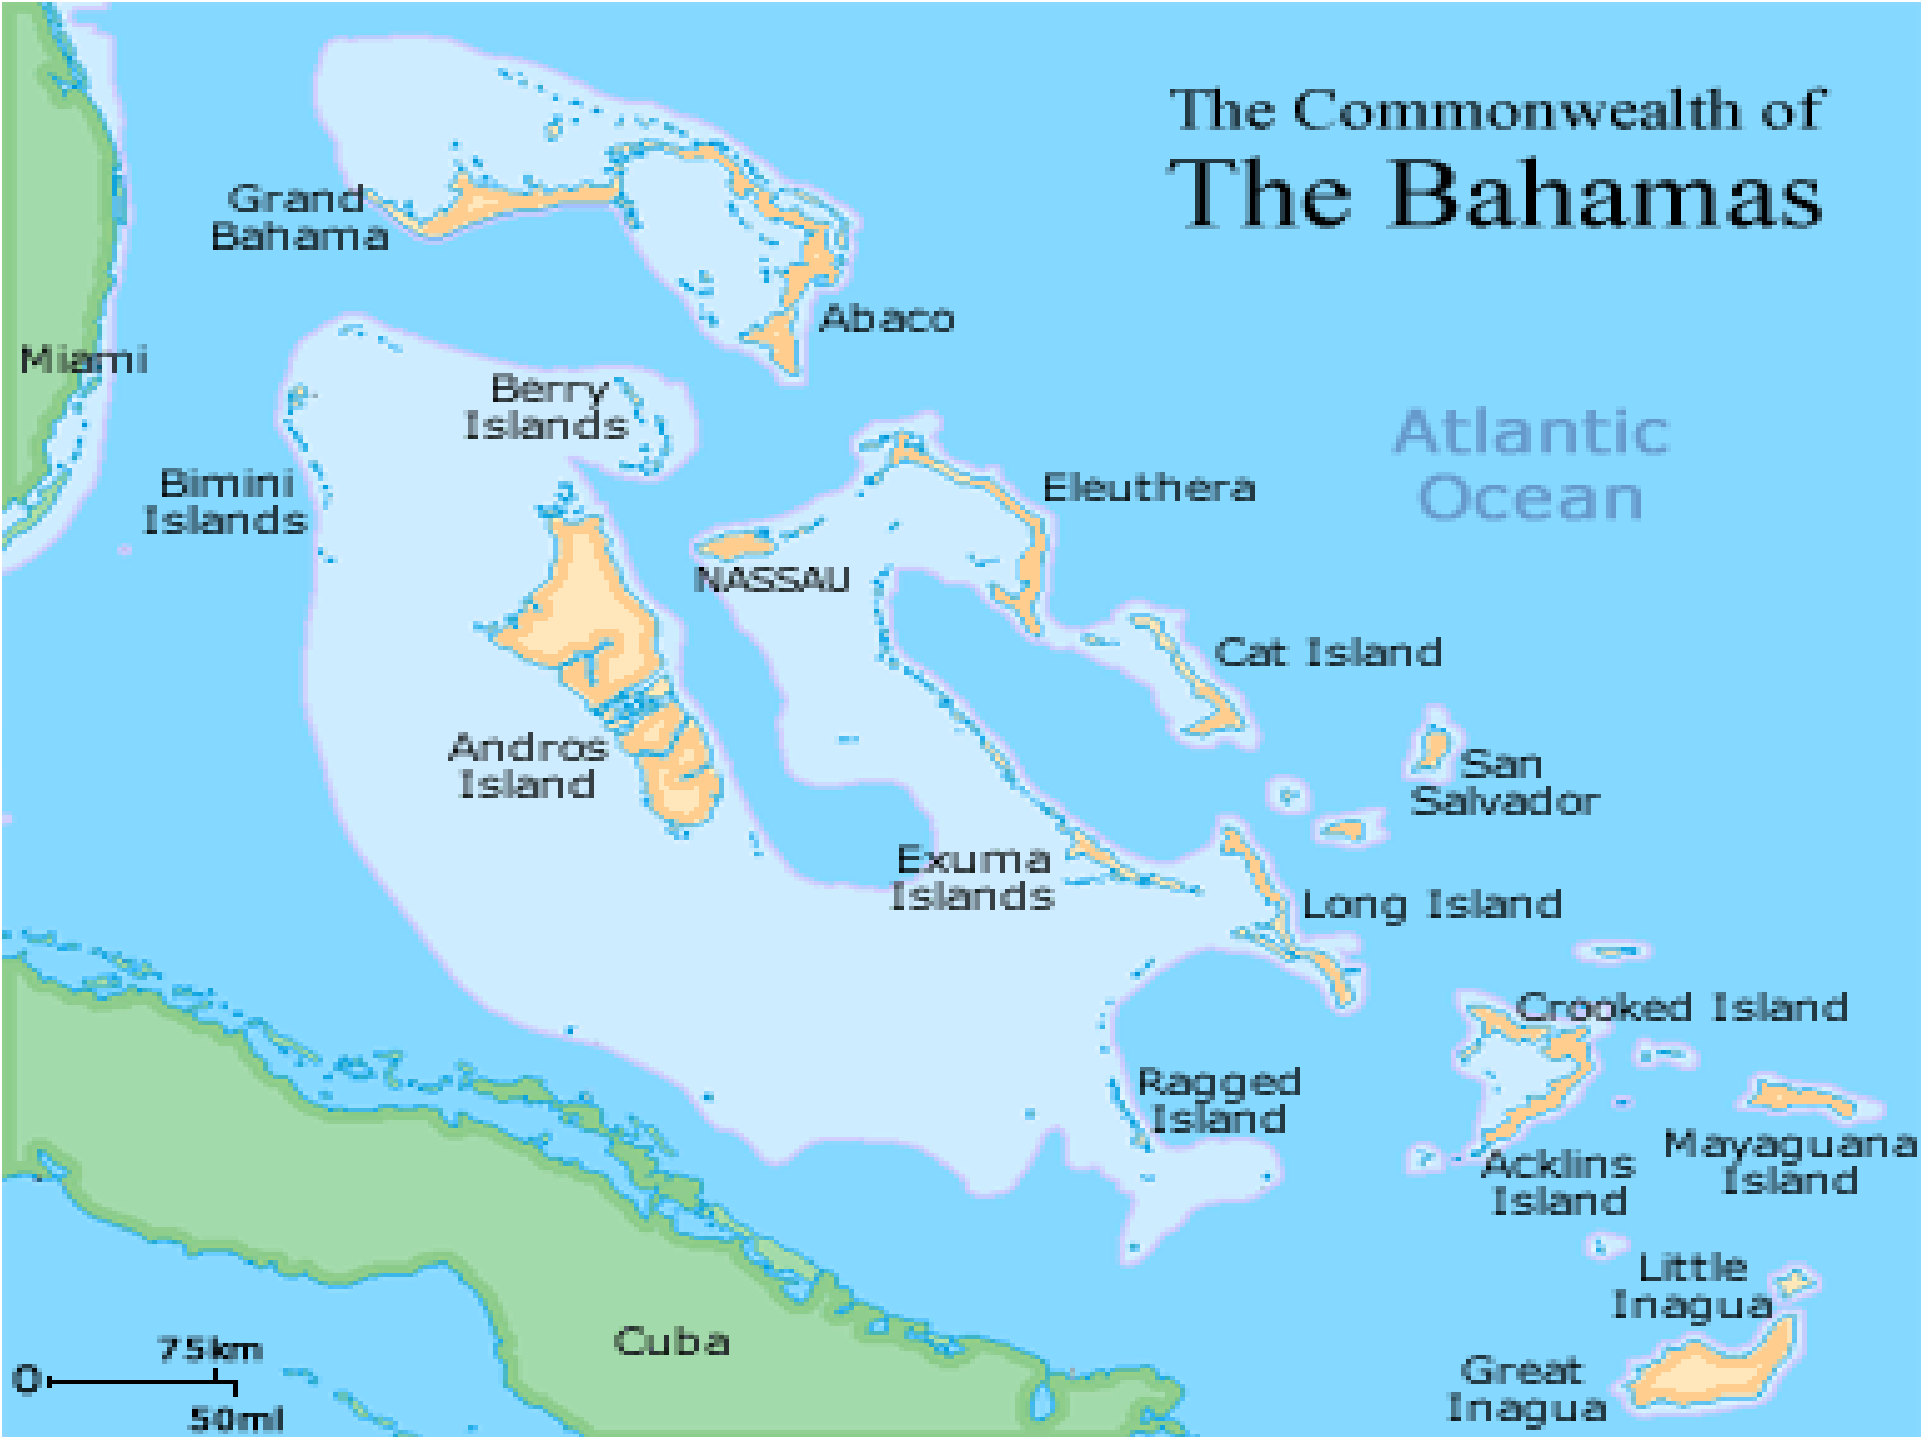 The Commonwealth of
The Bahamas
Grand
Bahama
Abaco
Miami
Berry
Islands
Atlantic
Ocean
Bimini
Islands
Eleuthera
NASSAU
Cat Island
Andros
Island
San
Salvador
Exuma
Islands
Long Island
Crooked Island
Ragged
Island
Mayaguana
Island
Acklins
Island
Little
Inagua
Great
Inagua
Cuba
75km
0
50mi